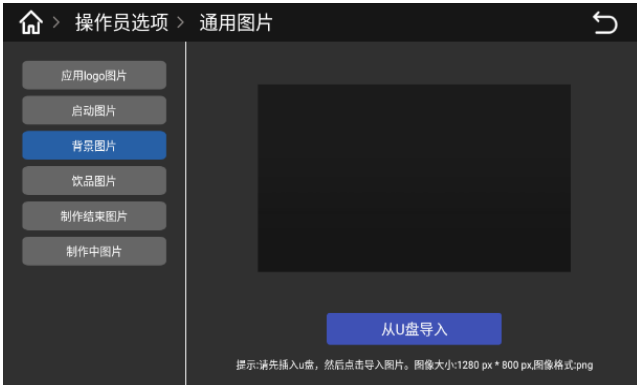 操作员选项 > 通用图片
应用logo图片
启动图片
背景图片
饮品图片
制作结束图片
制作中图片
从U盘导入
提示:请先插入u盘，然后点击导入图片。图像大小:1280 px * 800 px,图像格式:png